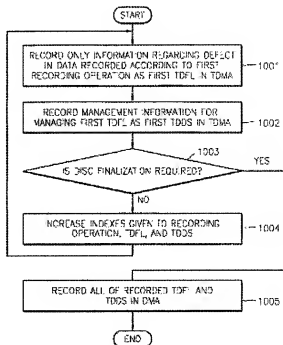 START
RECORD ONLY INFORMATION REGARDING DEFECT
IN DATA RECORDED ACCORDING TO FIRST
RECORDING OPERATION AS FIRST TDFL IN TDMA
1001
RECORD MANAGEMENT INFORMATION FOR
MANAGING FIRST TDFL AS FIRST TDDS IN TDMA
1002
1003
IS DISC FINALIZATION REQUIRED?
YES
NO
INCREASE INDEXES GIVEN TO RECORDING
OPERATION, TDFL, AND TDDS
1004
RECORD ALL OF RECORDED TDFL AND
TDDS IN DMA
1005
END